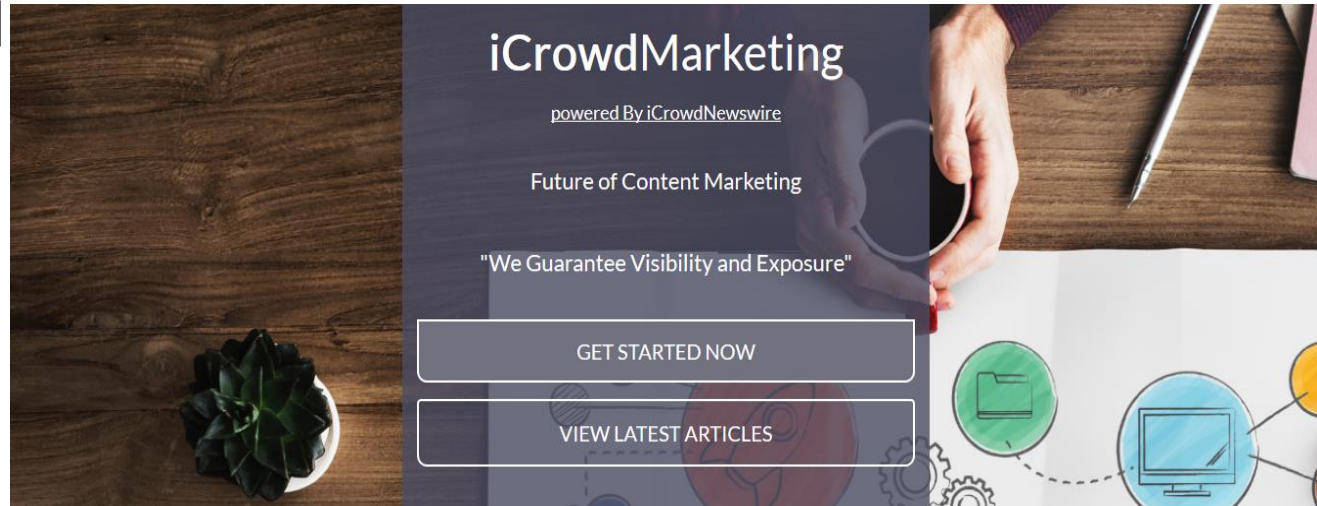 iCrowdMarketing
powered By iCrowdNewswire
Future of Content Marketing
"We Guarantee Visibility and Exposure"
GET STARTED NOW
VIEW LATEST ARTICLES